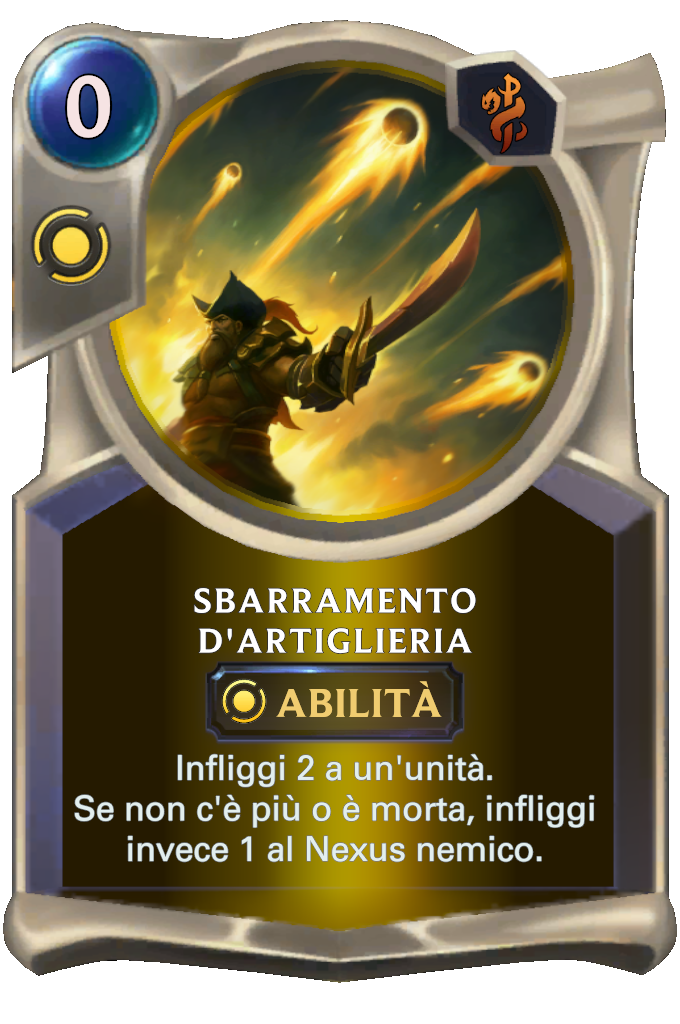 0
SBARRAMENTO
D'ARTIGLIERIA
ABILITÀ
Infliggi 2 a un'unità.
Se non c'è più o è morta, infliggi
invece 1 al Nexus nemico.